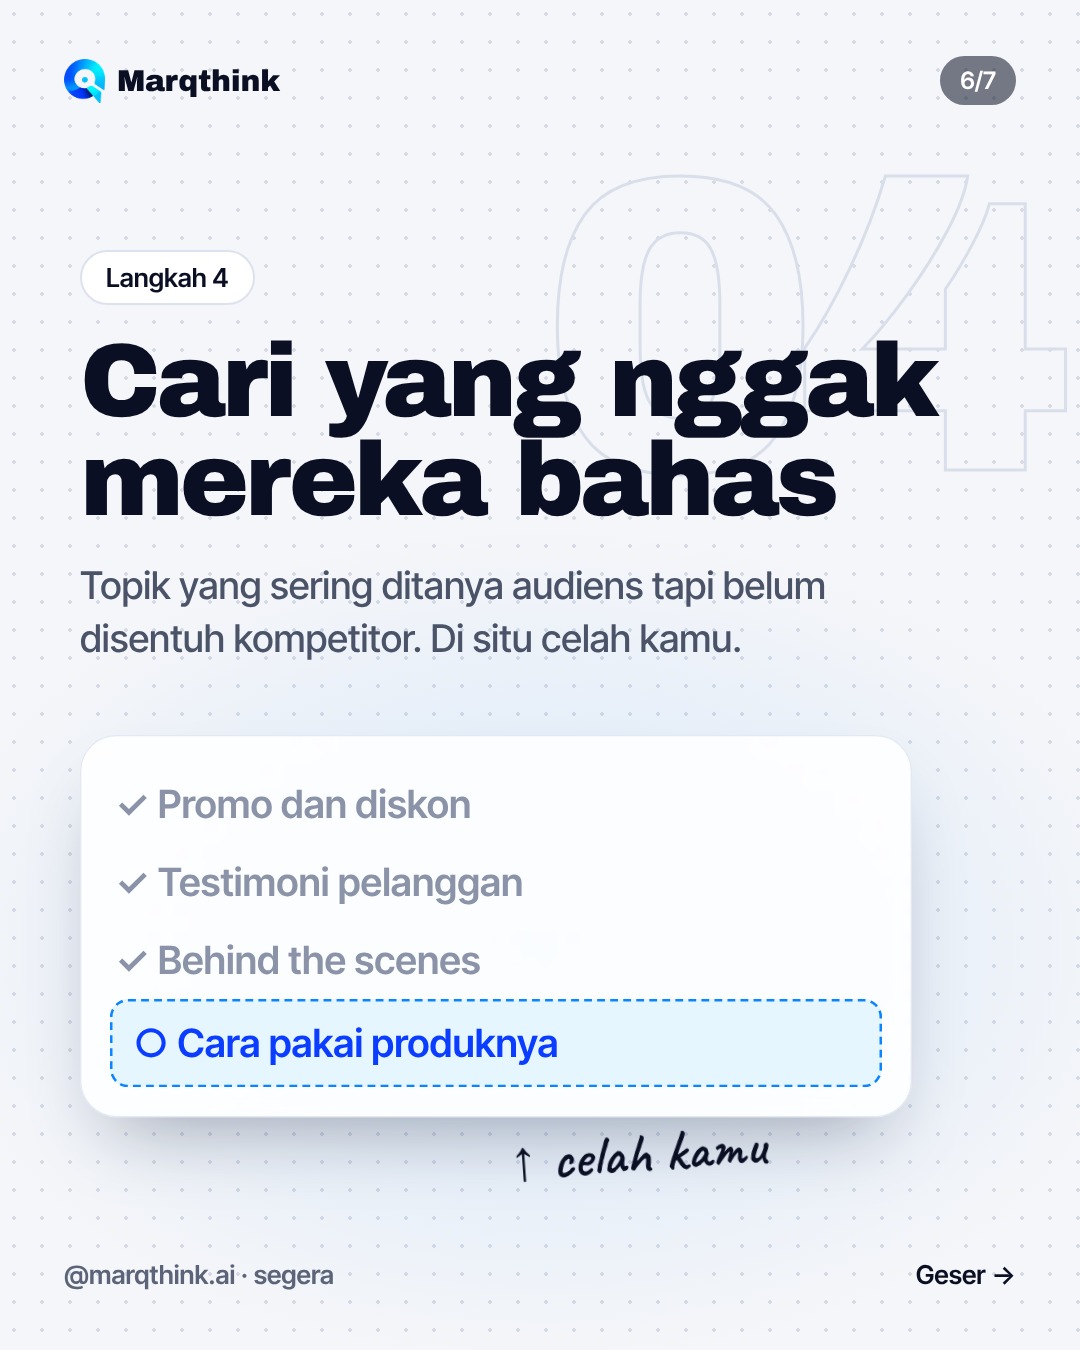 Marqthink
6/7
04
Langkah 4
Cari yang nggak
mereka bahas
Topik yang sering ditanya audiens tapi belum
disentuh kompetitor. Di situ celah kamu.
✓ Promo dan diskon
✓ Testimoni pelanggan
✓ Behind the scenes
○ Cara pakai produknya
↑ celah kamu
@marqthink.ai · segera
Geser →